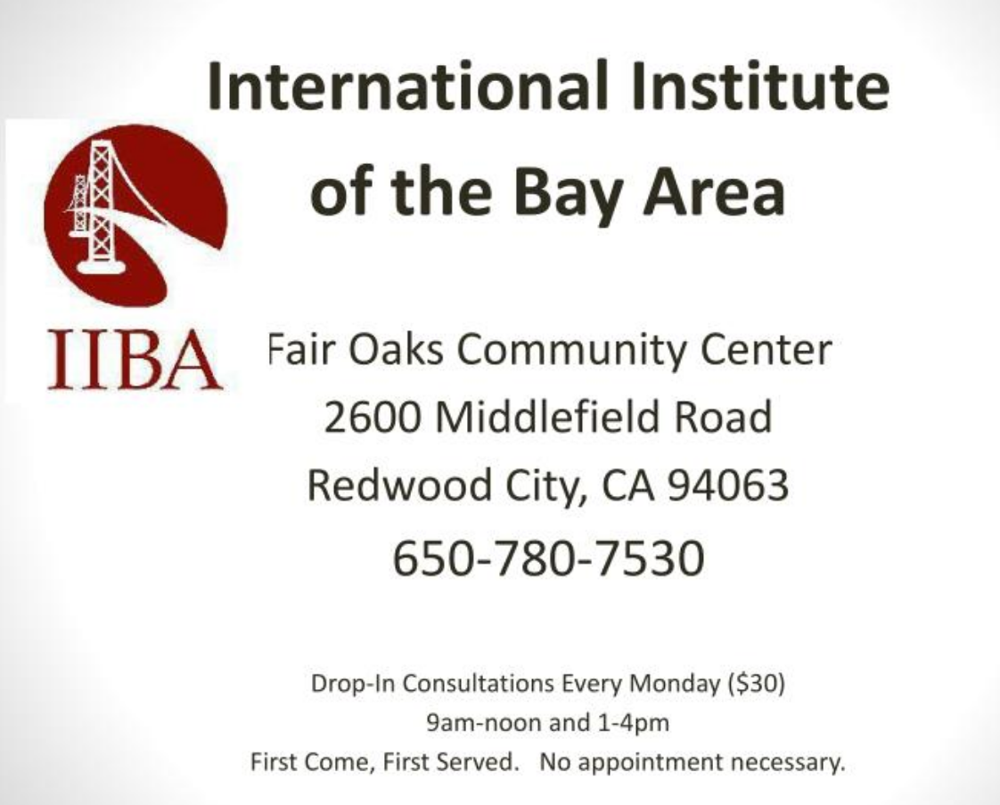 International Institute
of the Bay Area
IIBA
Fair Oaks Community Center
2600 Middlefield Road
Redwood City, CA 94063
650-780-7530
Drop-In Consultations Every Monday ($30)
9am-noon and 1-4pm
First Come, First Served.   No appointment necessary.